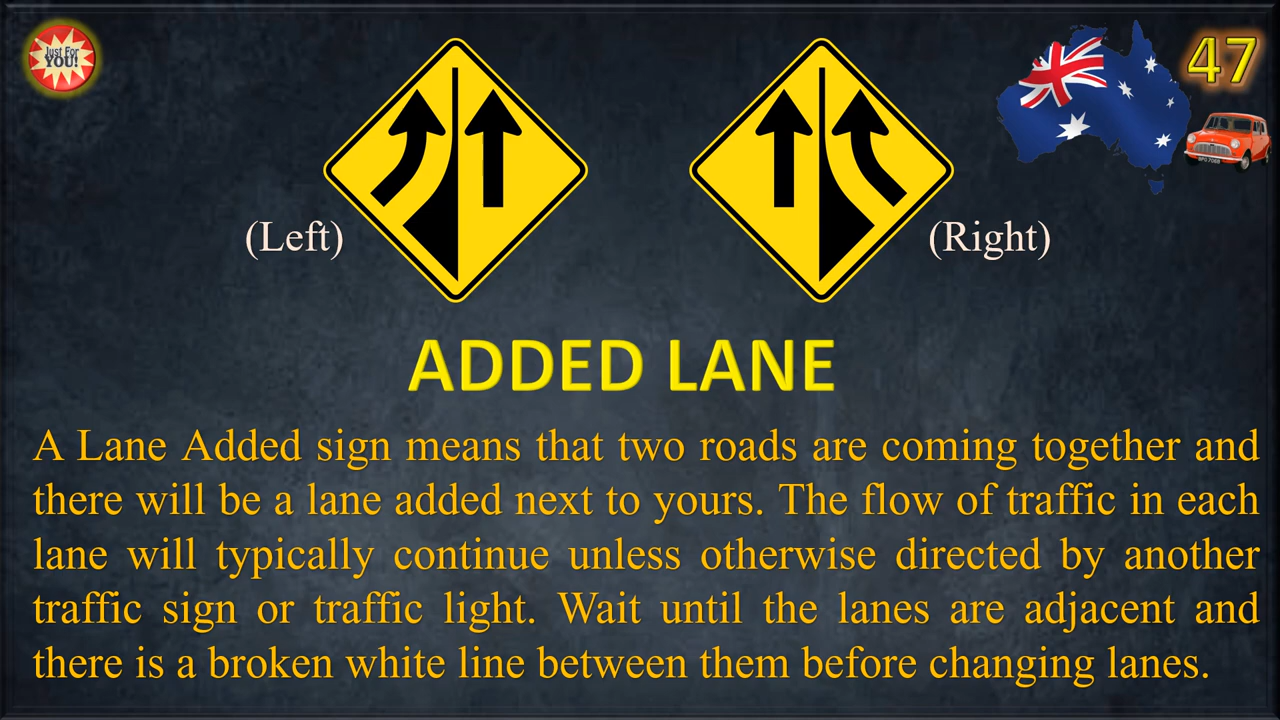 Just For
YOU!
47
(Left)
(Right)
ADDED LANE
A Lane Added sign means that two roads are coming together and
there will be a lane added next to yours. The flow of traffic in each
lane will typically continue unless otherwise directed by another
traffic sign or traffic light. Wait until the lanes are adjacent and
there is a broken white line between them before changing lanes.